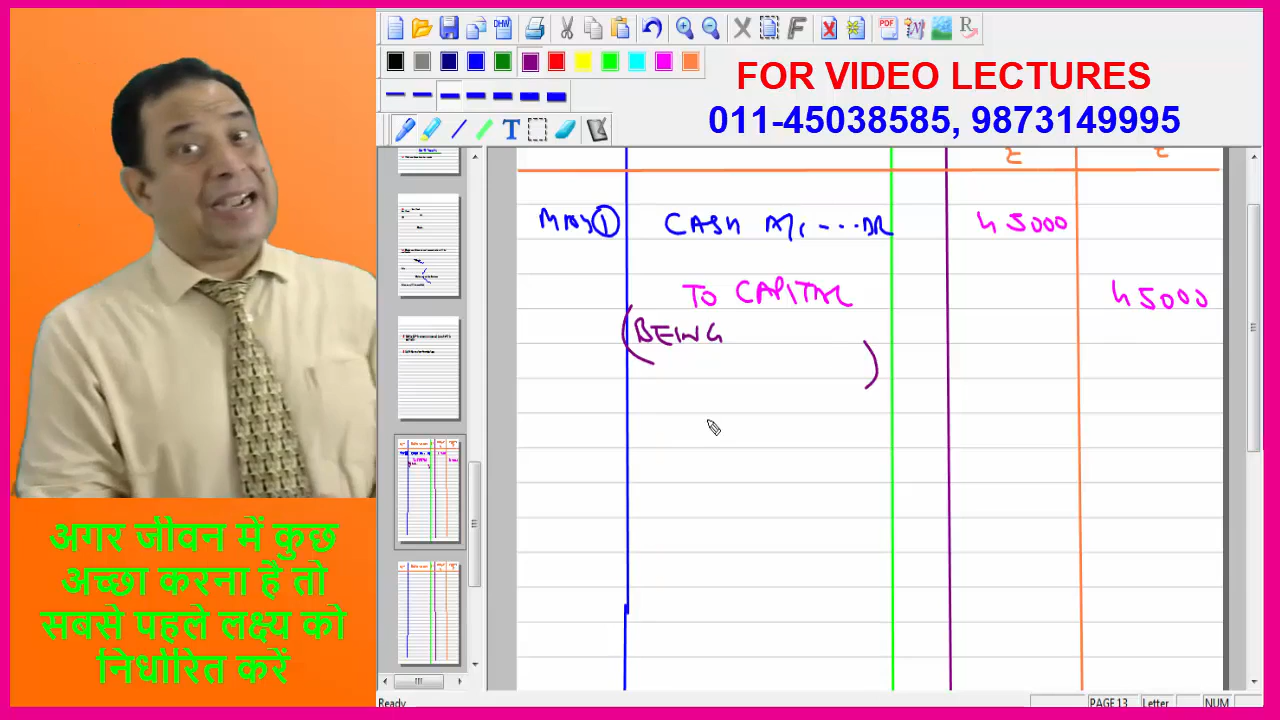 FOR VIDEO LECTURES
011-45038585, 9873149995
MAY 1 CASH A/C ---DR 45000
TO CAPITAL 45000
(BEING
)
अगर जीवन में कुछ
अच्छा करना है तो
सबसे पहले लक्ष्य को
निर्धारित करें
Ready PAGE 13 Letter NUM